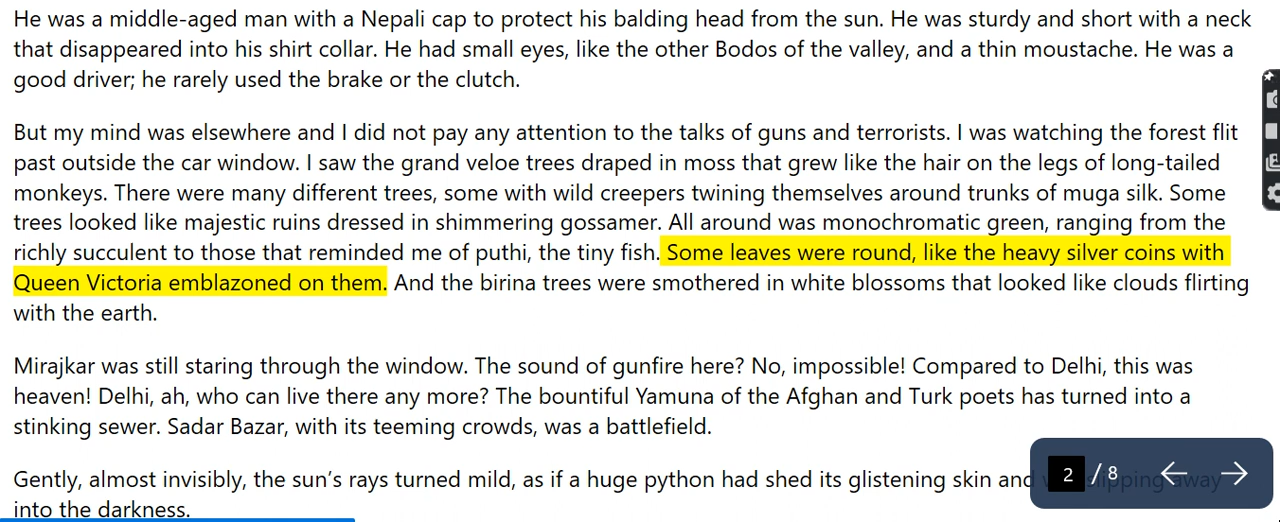 He was a middle-aged man with a Nepali cap to protect his balding head from the sun. He was sturdy and short with a neck
that disappeared into his shirt collar. He had small eyes, like the other Bodos of the valley, and a thin moustache. He was a
good driver; he rarely used the brake or the clutch.
But my mind was elsewhere and I did not pay any attention to the talks of guns and terrorists. I was watching the forest flit
past outside the car window. I saw the grand veloe trees draped in moss that grew like the hair on the legs of long-tailed
monkeys. There were many different trees, some with wild creepers twining themselves around trunks of muga silk. Some
trees looked like majestic ruins dressed in shimmering gossamer. All around was monochromatic green, ranging from the
richly succulent to those that reminded me of puthi, the tiny fish. Some leaves were round, like the heavy silver coins with
Queen Victoria emblazoned on them. And the birina trees were smothered in white blossoms that looked like clouds flirting
with the earth.
Mirajkar was still staring through the window. The sound of gunfire here? No, impossible! Compared to Delhi, this was
heaven! Delhi, ah, who can live there any more? The bountiful Yamuna of the Afghan and Turk poets has turned into a
stinking sewer. Sadar Bazar, with its teeming crowds, was a battlefield.
Gently, almost invisibly, the sun's rays turned mild, as if a huge python had shed its glistening skin and slipping away
into the darkness.
2 / 8